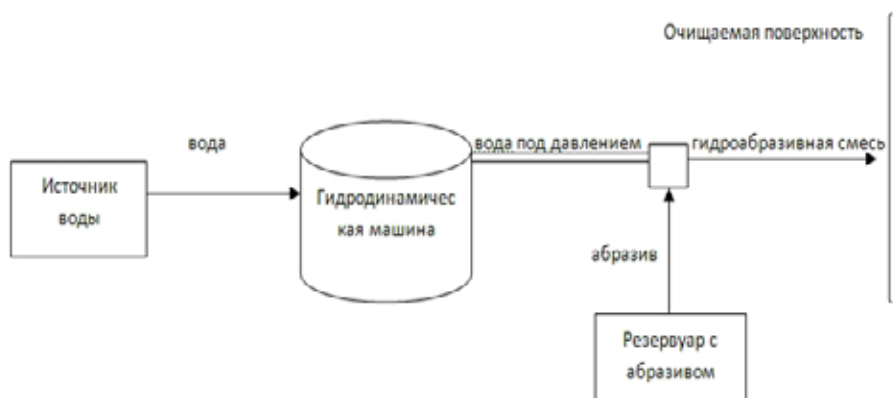 Очищаемая поверхность
вода
вода под давлением
гидроабразивная смесь
Источник
воды
Гидродинамичес
кая машина
абразив
Резервуар с
абразивом